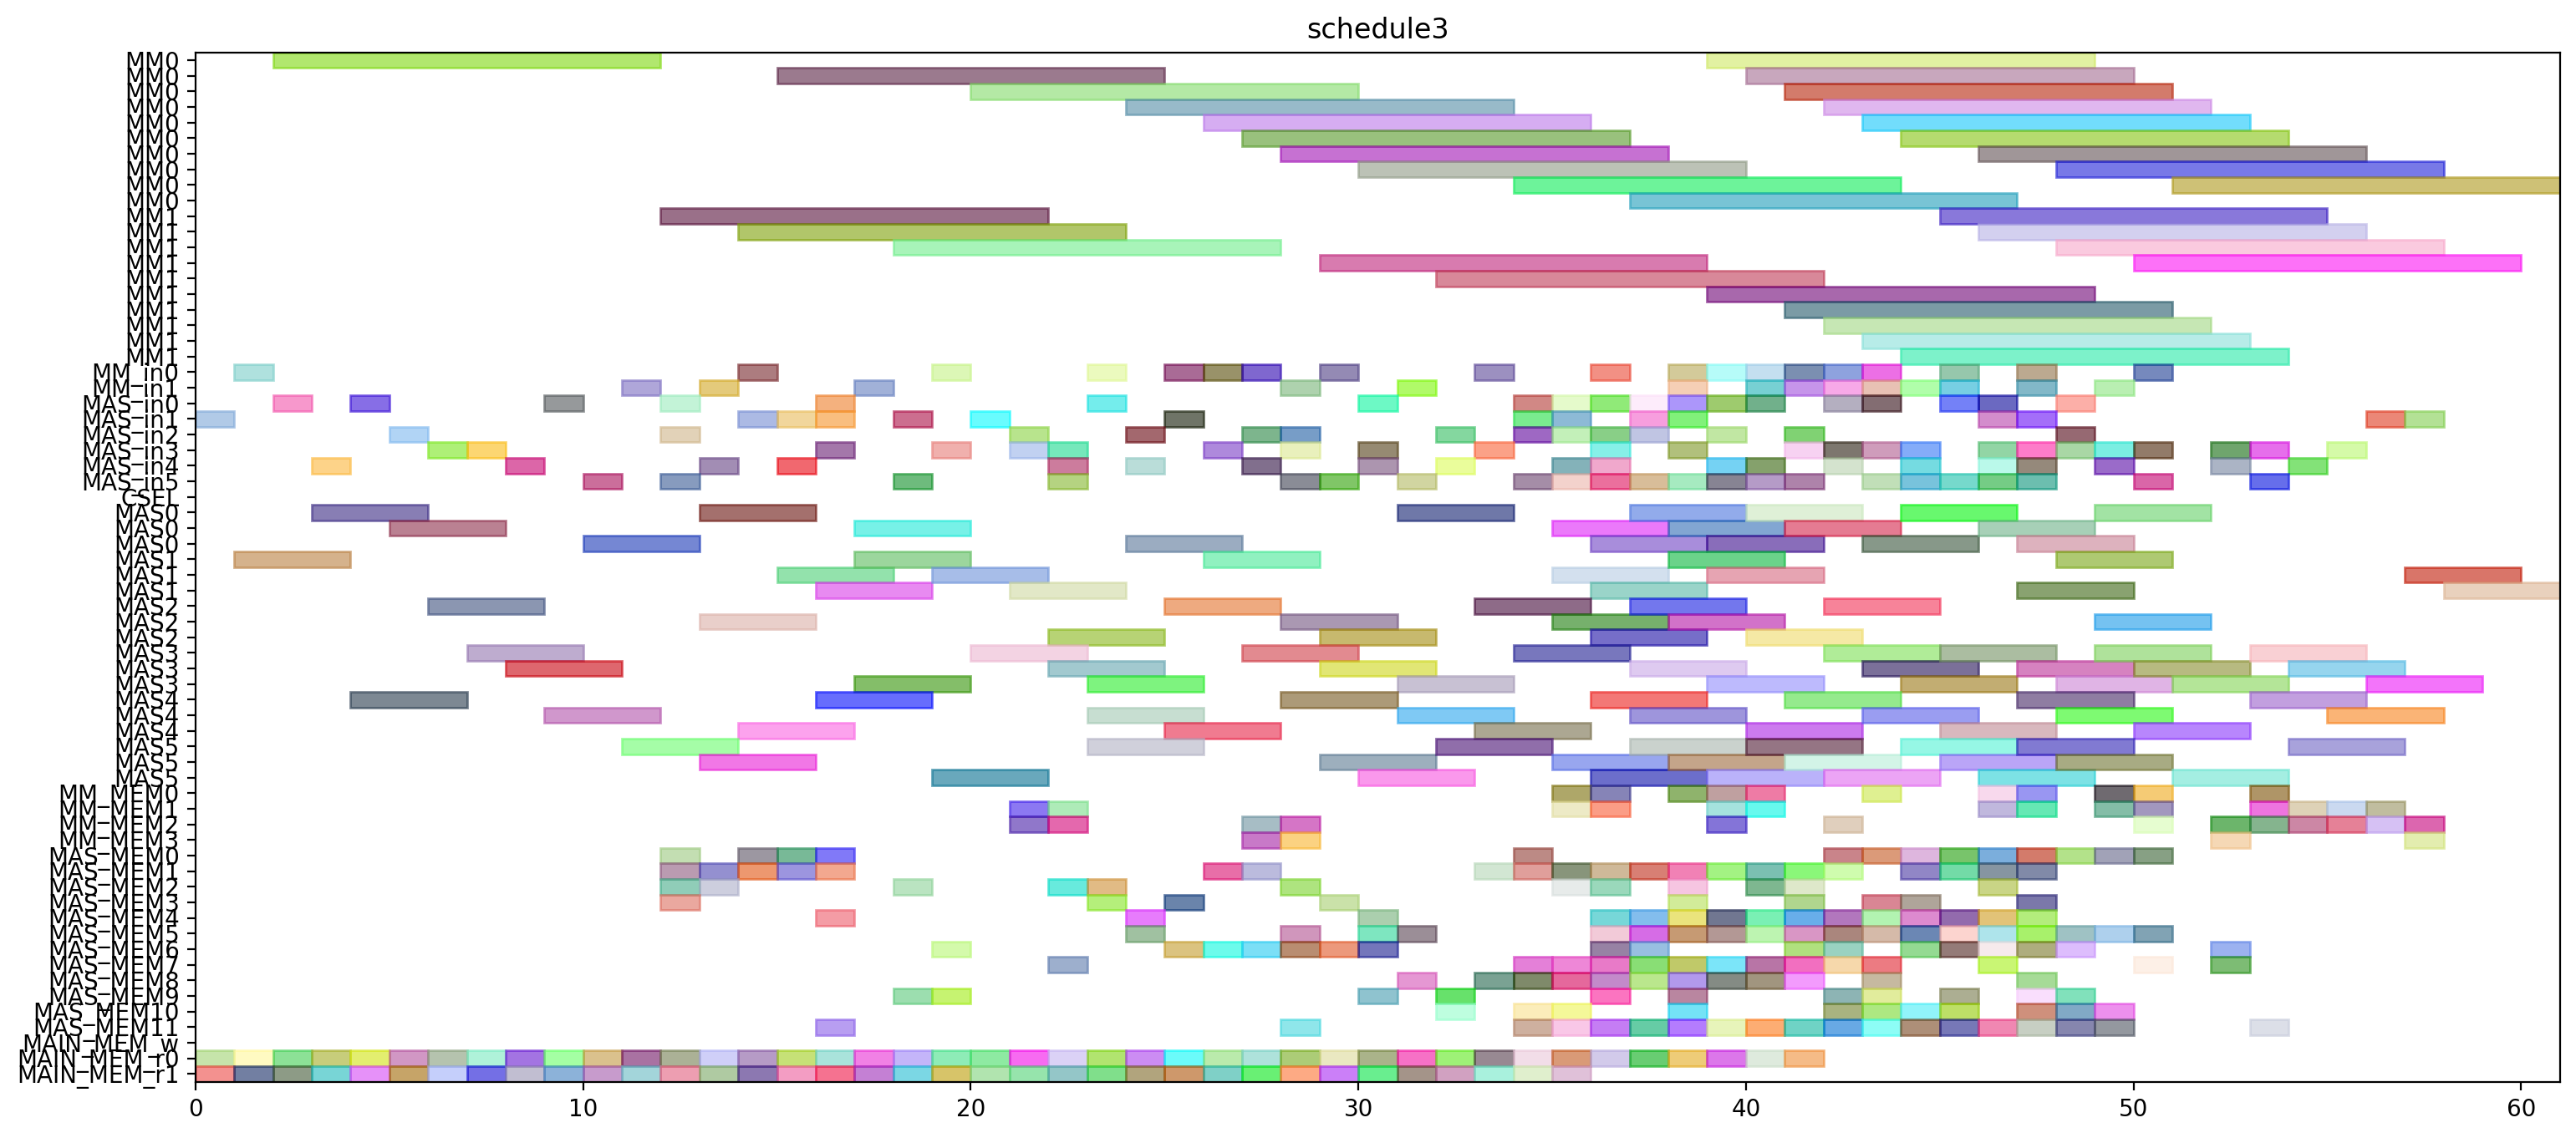 schedule3
MM0
MM0
MM0
MM0
MM0
MM0
MM0
MM0
MM0
MM0
MM1
MM1
MM1
MM1
MM1
MM1
MM1
MM1
MM1
MM1
MM_in0
MM_in1
MAS_in0
MAS_in1
MAS_in2
MAS_in3
MAS_in4
MAS_in5
CSEL
MAS0
MAS0
MAS0
MAS1
MAS1
MAS1
MAS2
MAS2
MAS2
MAS3
MAS3
MAS3
MAS4
MAS4
MAS4
MAS5
MAS5
MAS5
MM_MEM0
MM_MEM1
MM_MEM2
MM_MEM3
MAS_MEM0
MAS_MEM1
MAS_MEM2
MAS_MEM3
MAS_MEM4
MAS_MEM5
MAS_MEM6
MAS_MEM7
MAS_MEM8
MAS_MEM9
MAS_MEM10
MAS_MEM11
MAIN_MEM_w
MAIN_MEM_r0
MAIN_MEM_r1
0 10 20 30 40 50 60